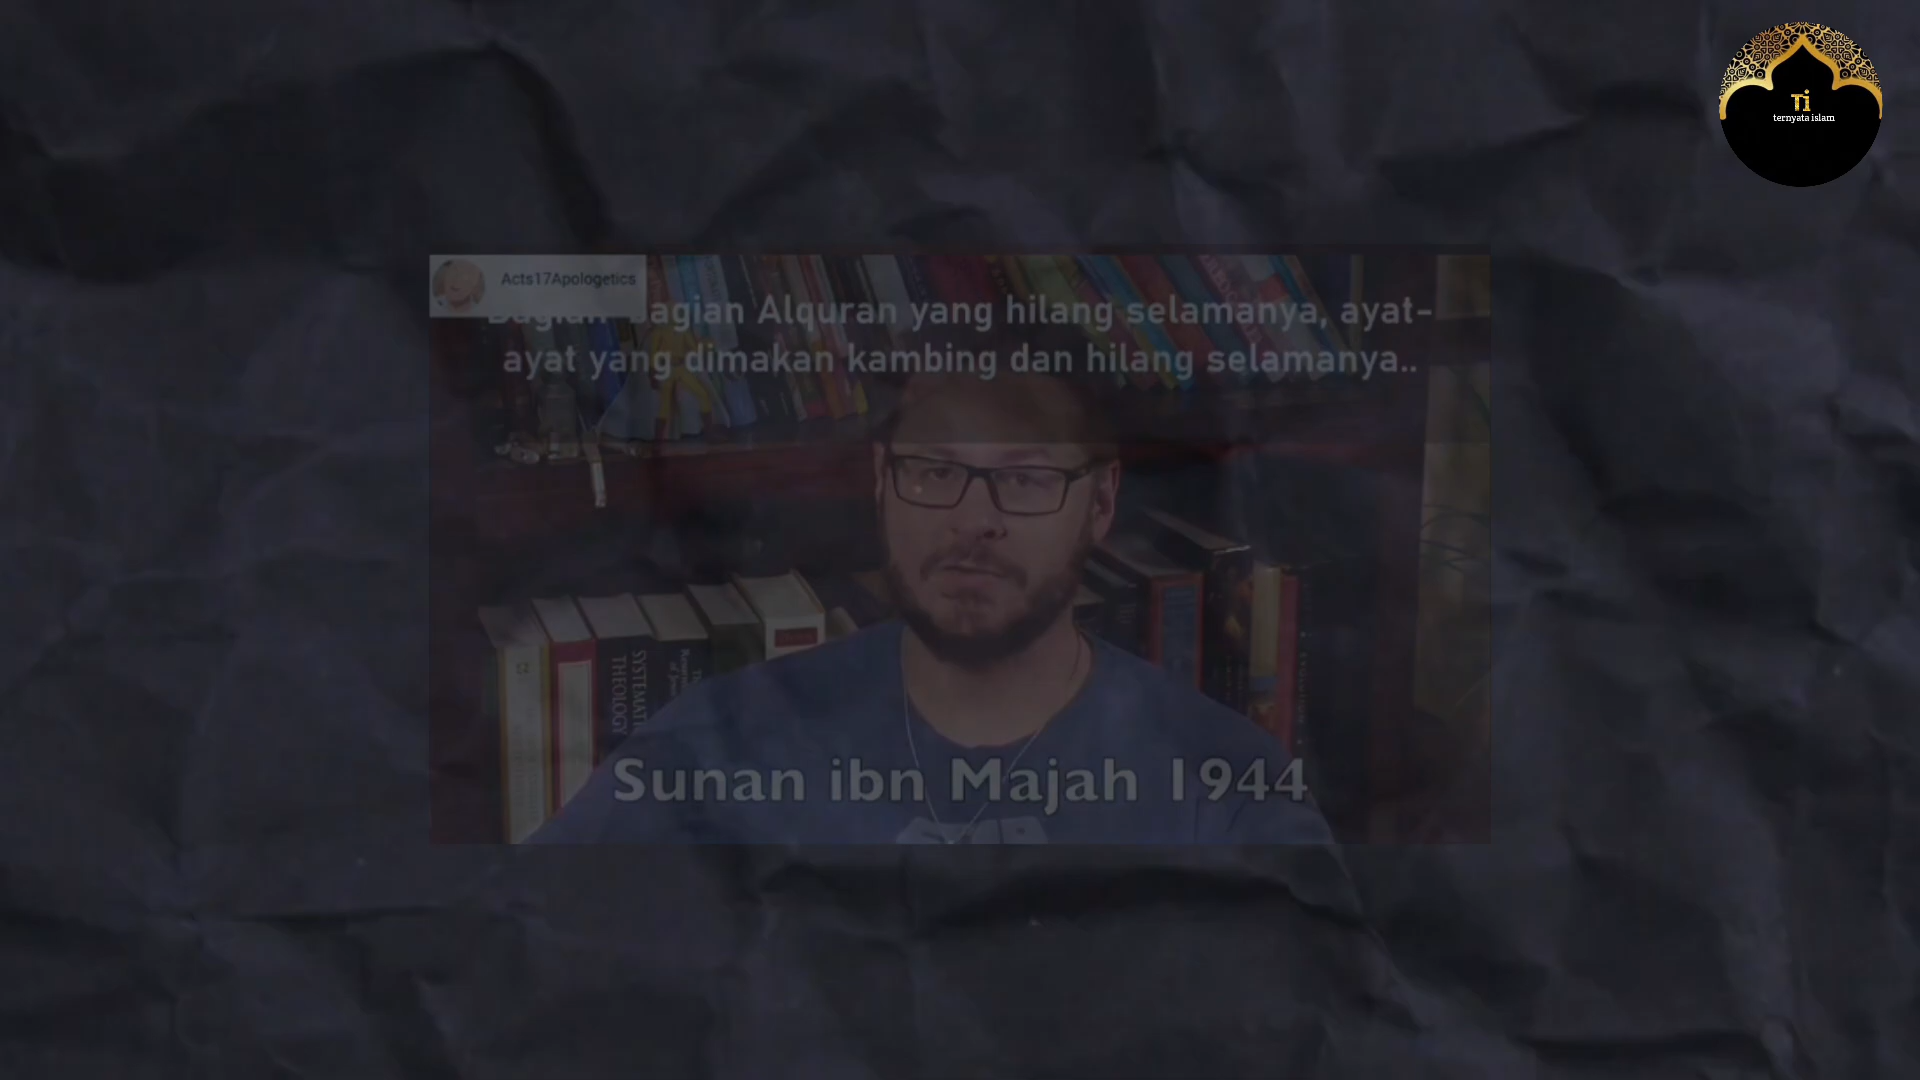 Ti
ternyata islam
Acts17Apologetics
Bagian-bagian Alquran yang hilang selamanya, ayat-
ayat yang dimakan kambing dan hilang selamanya..
SYSTEMATIC
THEOLOGY
Sunan ibn Majah 1944